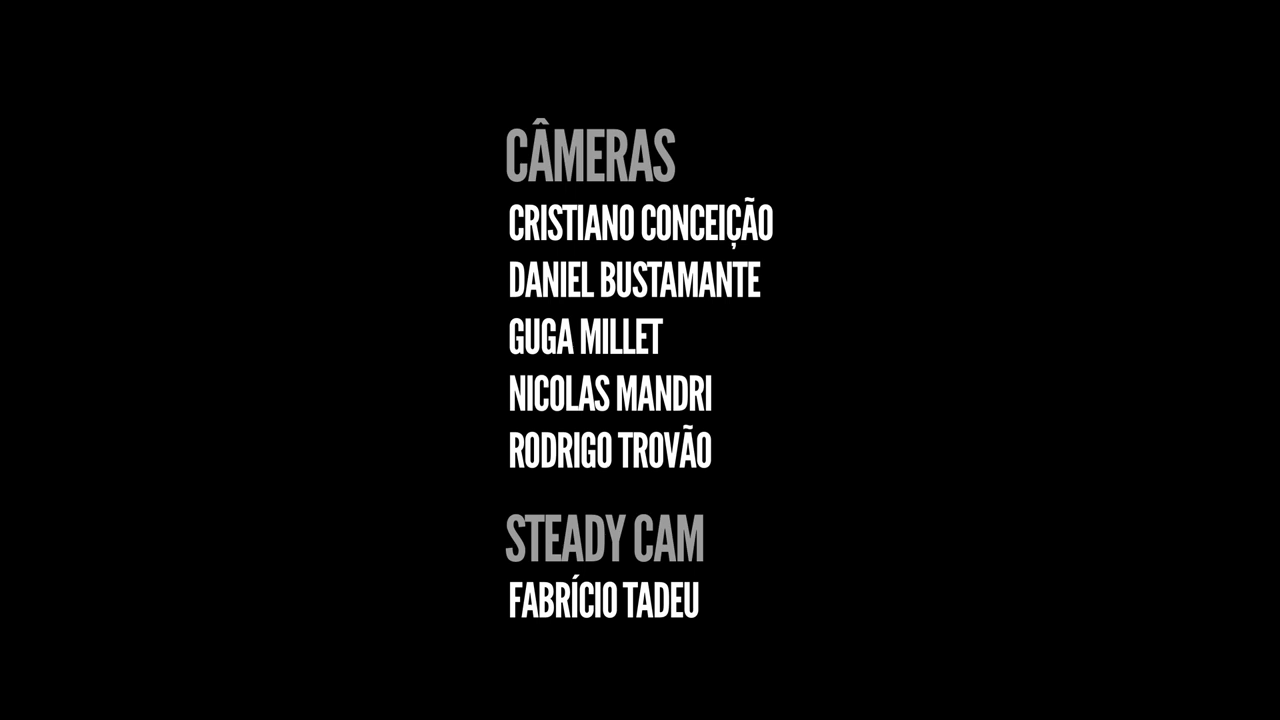 CÂMERAS
CRISTIANO CONCEIÇÃO
DANIEL BUSTAMANTE
GUGA MILLET
NICOLAS MANDRI
RODRIGO TROVÃO
STEADY CAM
FABRÍCIO TADEU